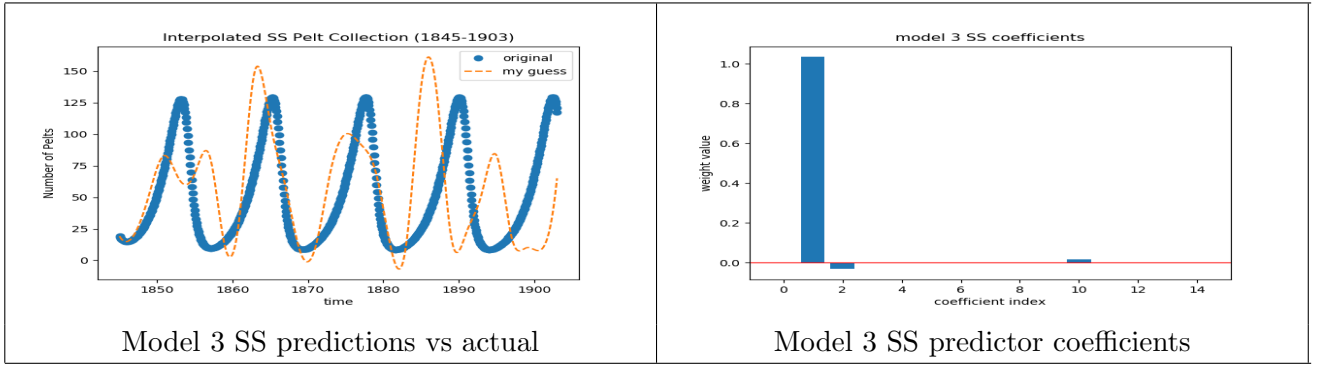 Interpolated SS Pelt Collection (1845-1903)
original
my guess
150
125
100
75
50
25
0
Number of Pelts
1850
1860
1870
1880
1890
1900
time
Model 3 SS predictions vs actual
model 3 SS coefficients
1.0
0.8
0.6
0.4
0.2
0.0
weight value
0
2
4
6
8
10
12
14
coefficient index
Model 3 SS predictor coefficients